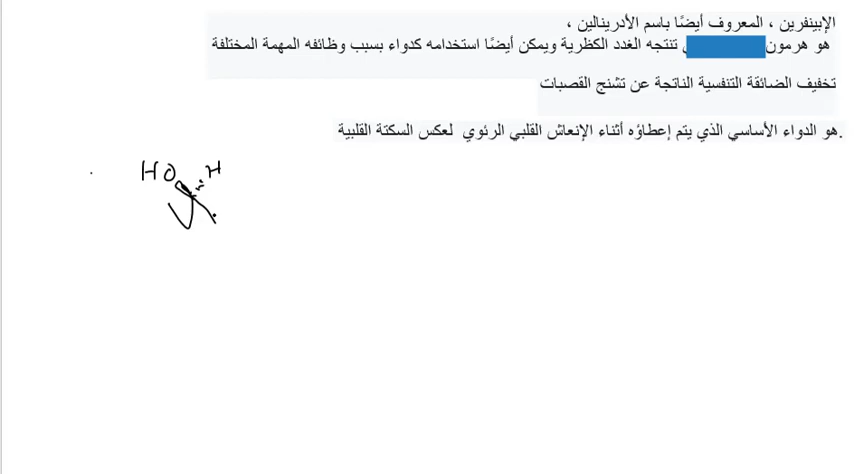 الإبينفرين ، المعروف أيضًا باسم الأدرينالين ،
هو هرمون تنتجه الغدد الكظرية ويمكن أيضًا استخدامه كدواء بسبب وظائفه المهمة المختلفة
تخفيف الضائقة التنفسية الناتجة عن تشنج القصبات
هو الدواء الأساسي الذي يتم إعطاؤه أثناء الإنعاش القلبي الرئوي لعكس السكتة القلبية.
HO H